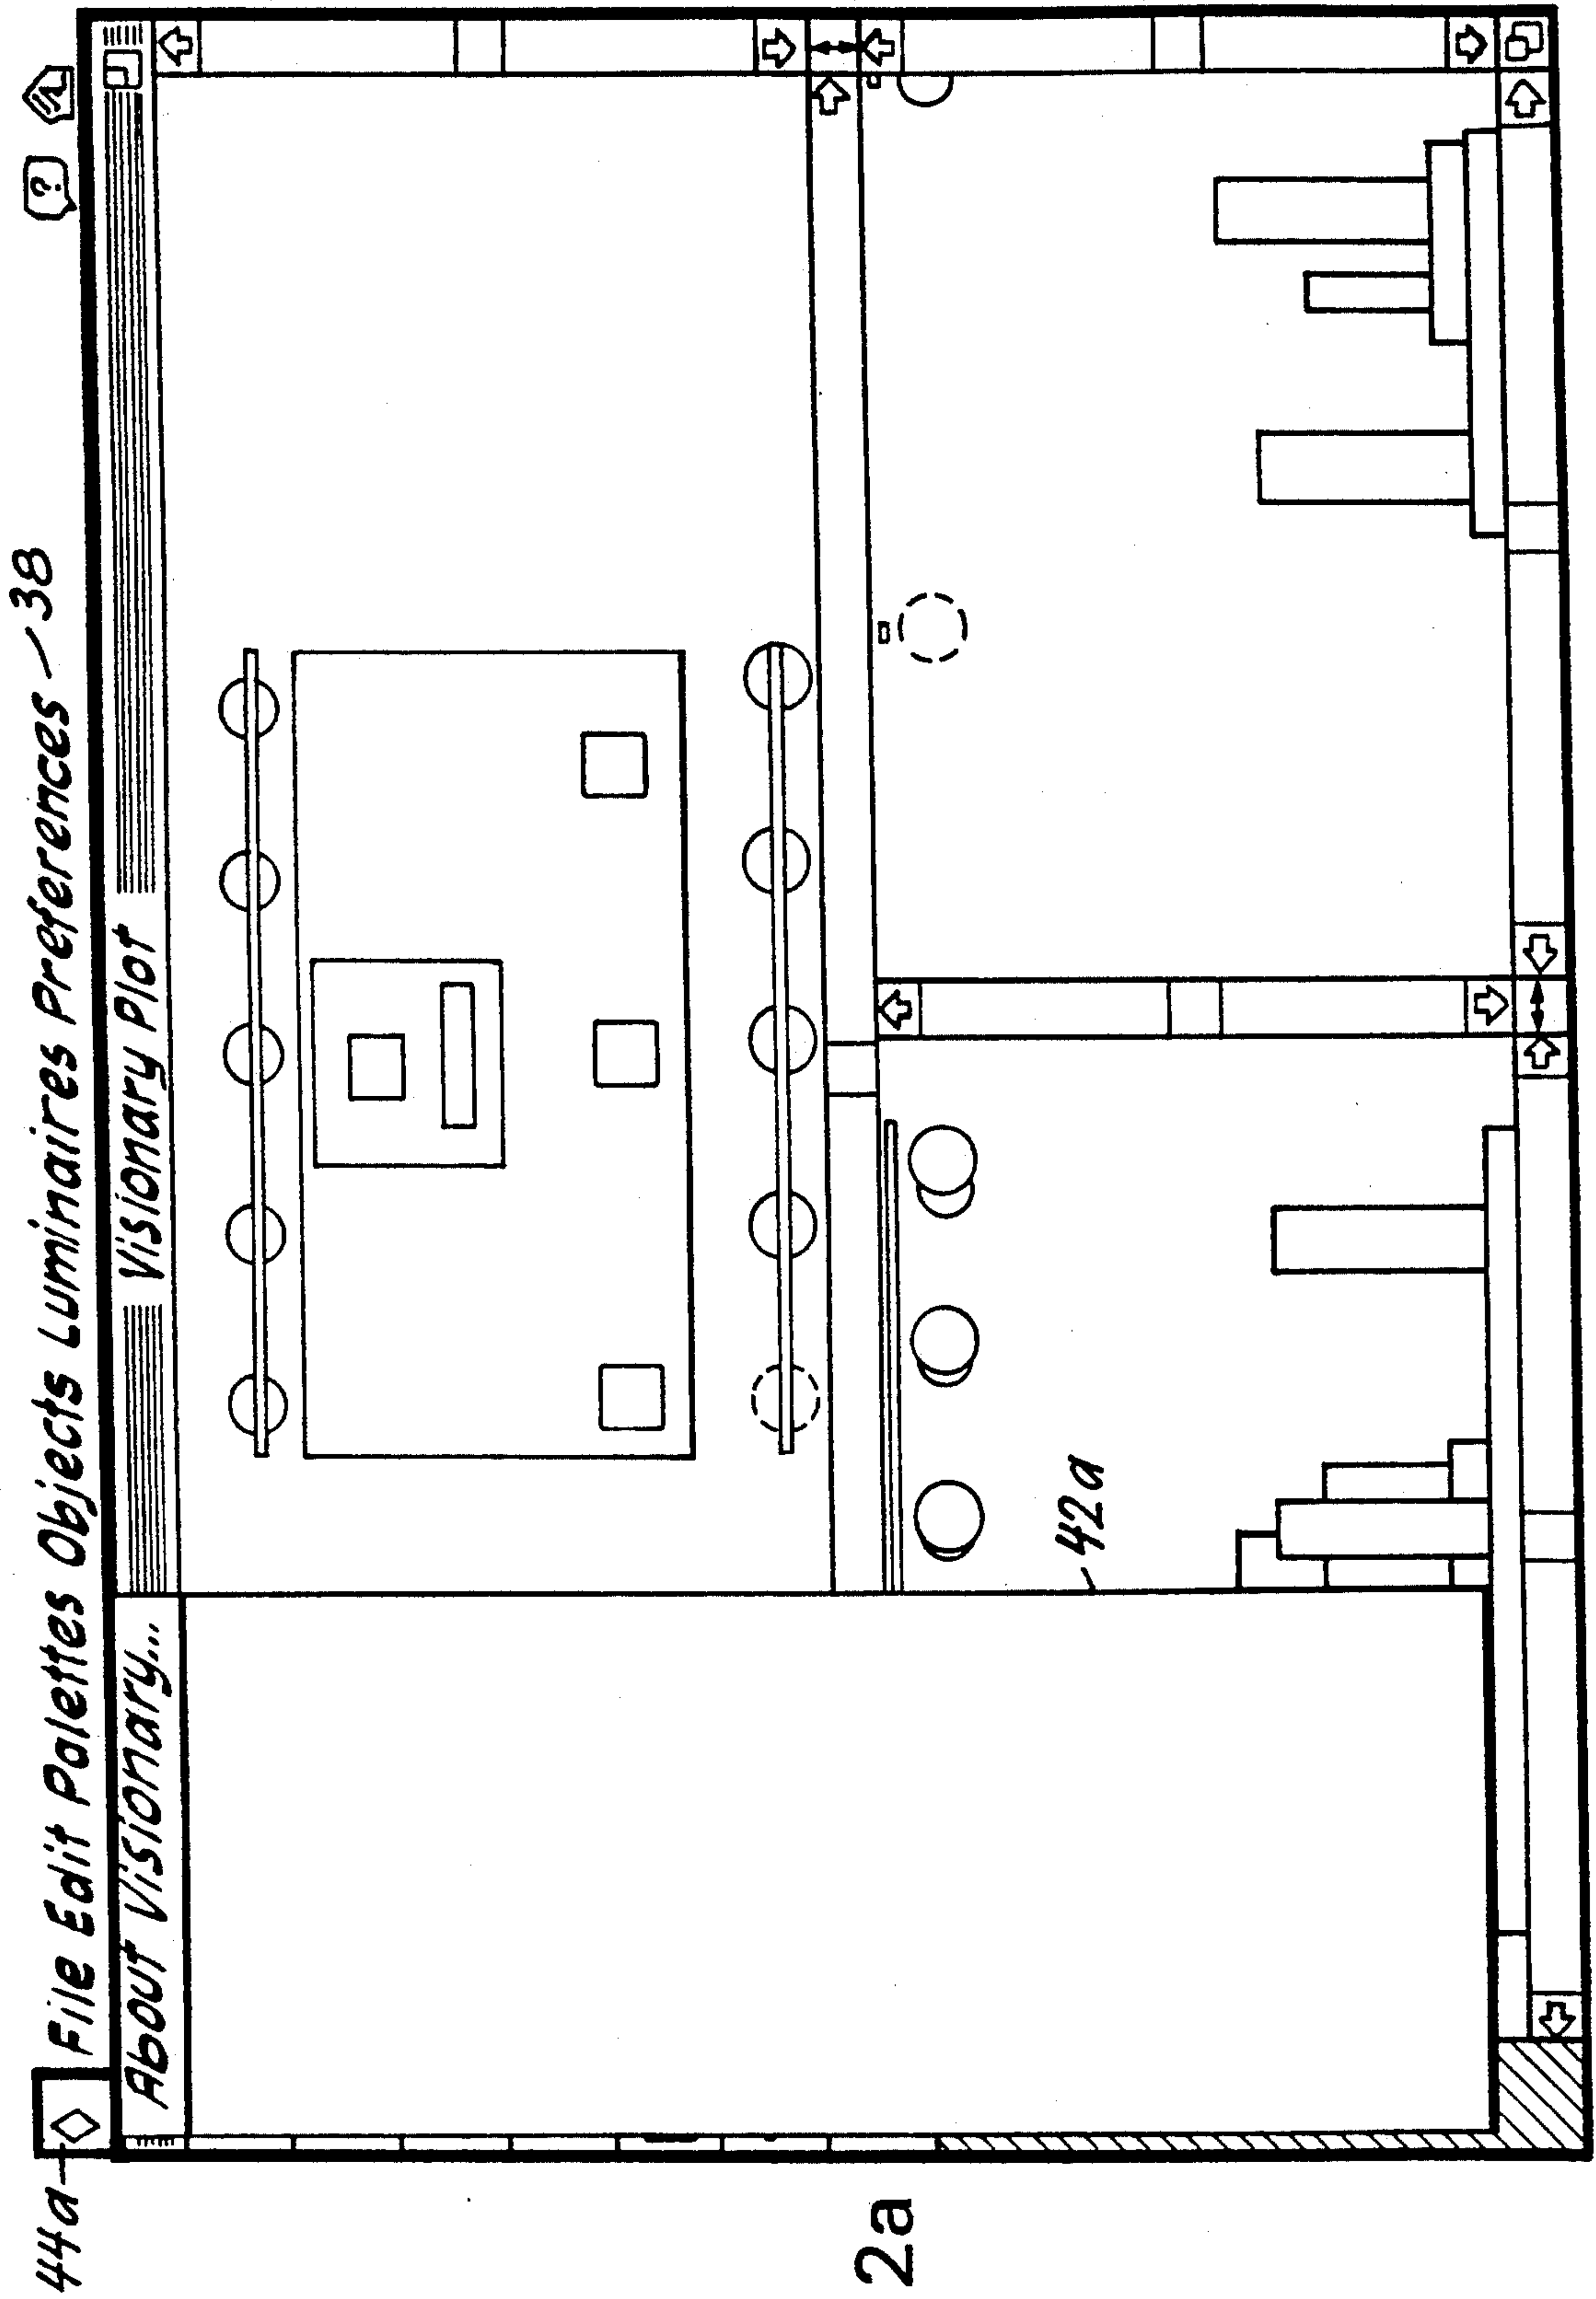 44a
File Edit Palettes Objects Luminaires Preferences 38
?
About Visionary...
Visionary Plot
42a
2a